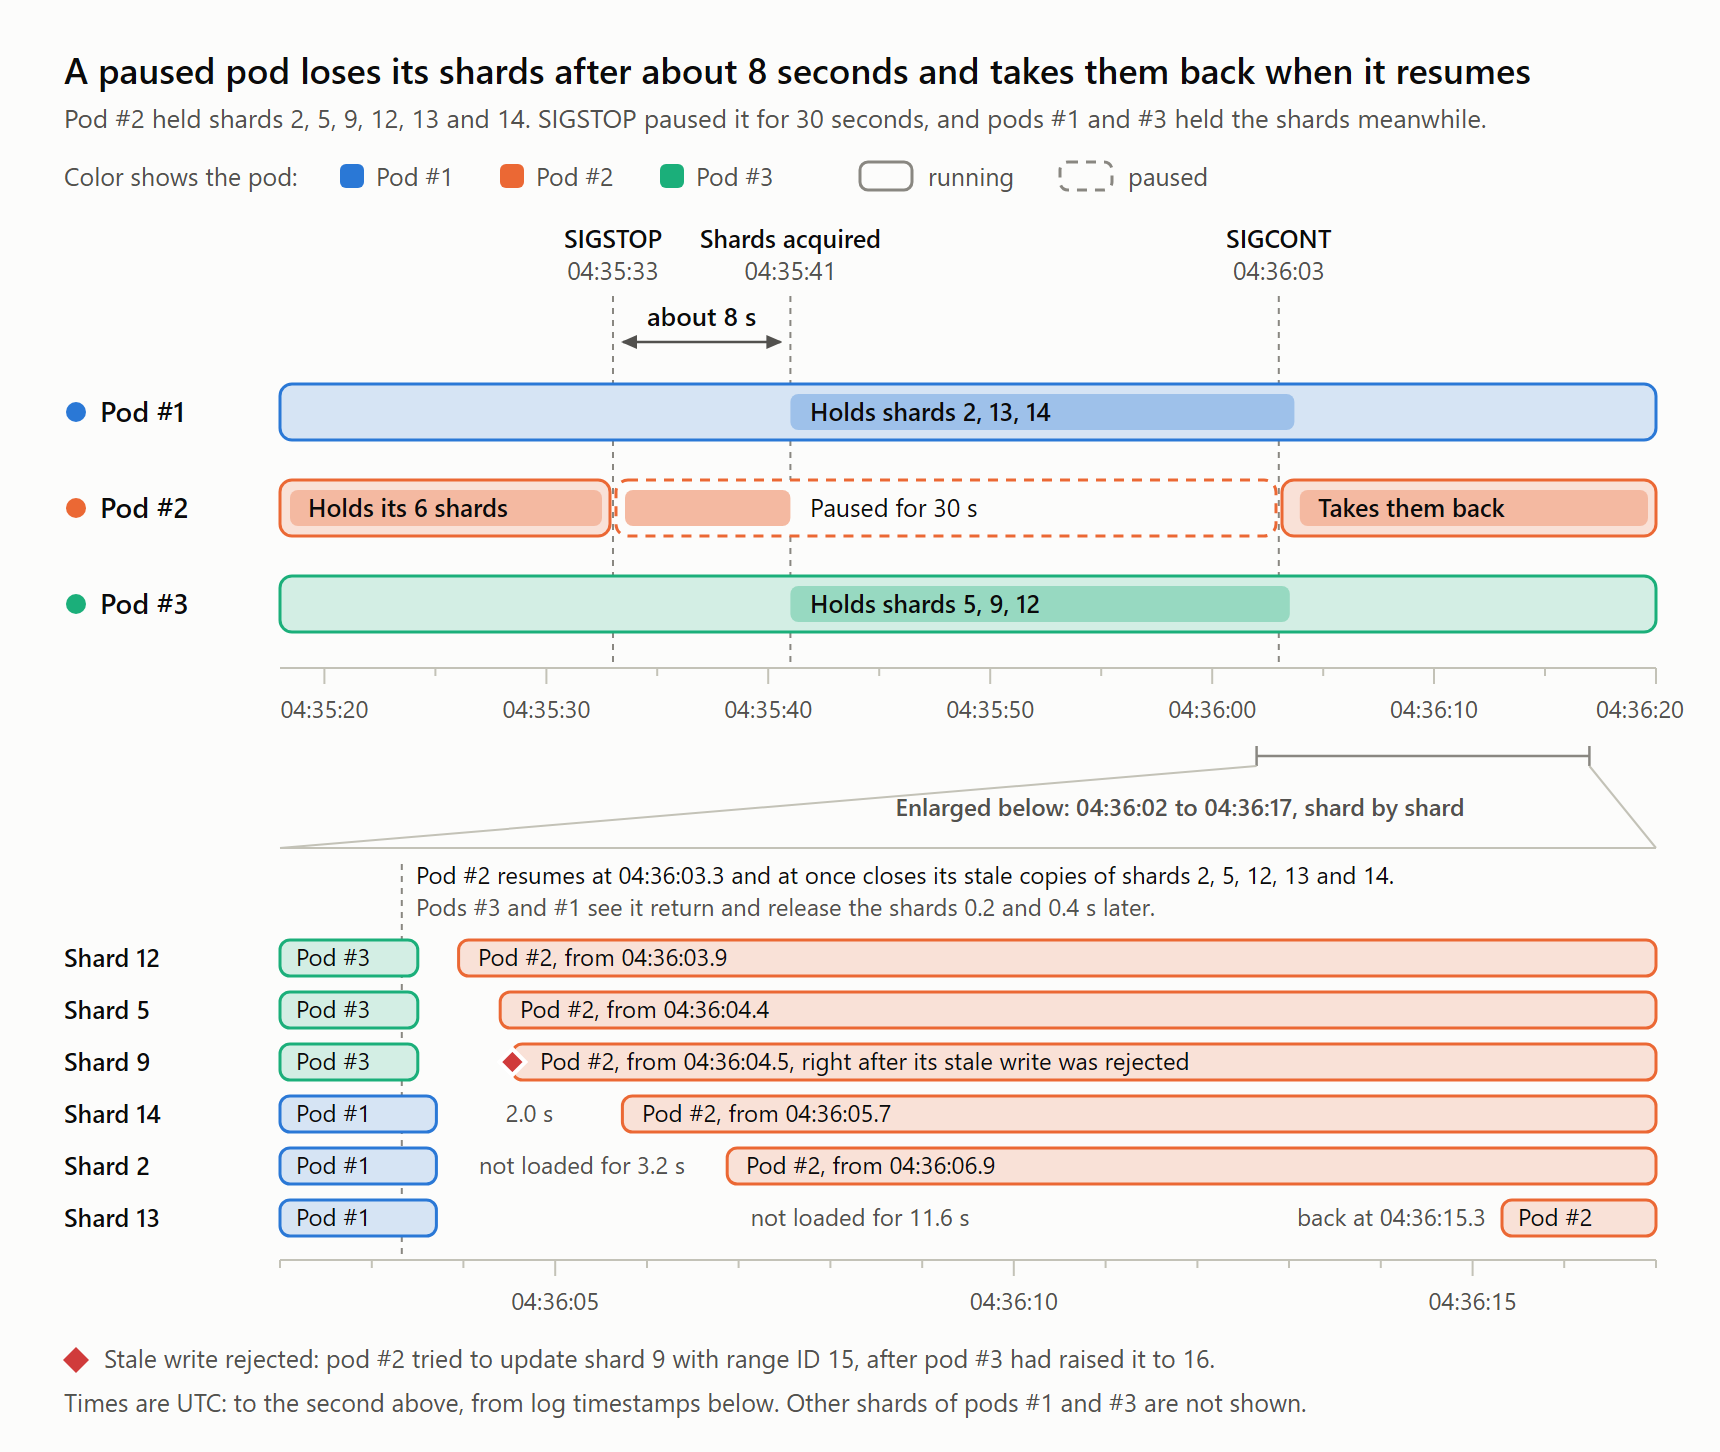 A paused pod loses its shards after about 8 seconds and takes them back when it resumes
Pod #2 held shards 2, 5, 9, 12, 13 and 14. SIGSTOP paused it for 30 seconds, and pods #1 and #3 held the shards meanwhile.
Color shows the pod: Pod #1 Pod #2 Pod #3 running paused
SIGSTOP Shards acquired SIGCONT
04:35:33 04:35:41 04:36:03
about 8 s
Pod #1 Holds shards 2, 13, 14
Pod #2 Holds its 6 shards Paused for 30 s Takes them back
Pod #3 Holds shards 5, 9, 12
04:35:20 04:35:30 04:35:40 04:35:50 04:36:00 04:36:10 04:36:20
Enlarged below: 04:36:02 to 04:36:17, shard by shard
Pod #2 resumes at 04:36:03.3 and at once closes its stale copies of shards 2, 5, 12, 13 and 14.
Pods #3 and #1 see it return and release the shards 0.2 and 0.4 s later.
Shard 12 Pod #3 Pod #2, from 04:36:03.9
Shard 5 Pod #3 Pod #2, from 04:36:04.4
Shard 9 Pod #3 Pod #2, from 04:36:04.5, right after its stale write was rejected
Shard 14 Pod #1 2.0 s Pod #2, from 04:36:05.7
Shard 2 Pod #1 not loaded for 3.2 s Pod #2, from 04:36:06.9
Shard 13 Pod #1 not loaded for 11.6 s back at 04:36:15.3 Pod #2
04:36:05 04:36:10 04:36:15
Stale write rejected: pod #2 tried to update shard 9 with range ID 15, after pod #3 had raised it to 16.
Times are UTC: to the second above, from log timestamps below. Other shards of pods #1 and #3 are not shown.